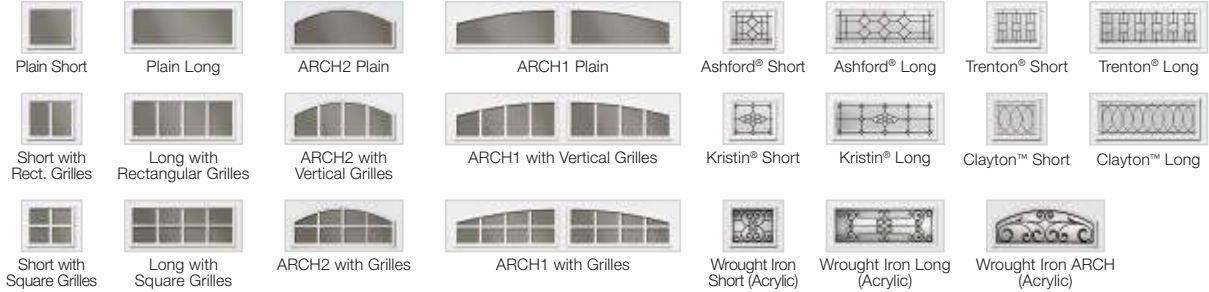 Plain Short
Plain Long
ARCH2 Plain
ARCH1 Plain
Ashford® Short
Ashford® Long
Trenton® Short
Trenton® Long
Short with
Rect. Grilles
Long with
Rectangular Grilles
ARCH2 with
Vertical Grilles
ARCH1 with Vertical Grilles
Kristin® Short
Kristin® Long
Clayton™ Short
Clayton™ Long
Short with
Square Grilles
Long with
Square Grilles
ARCH2 with Grilles
ARCH1 with Grilles
Wrought Iron
Short (Acrylic)
Wrought Iron Long
(Acrylic)
Wrought Iron ARCH
(Acrylic)